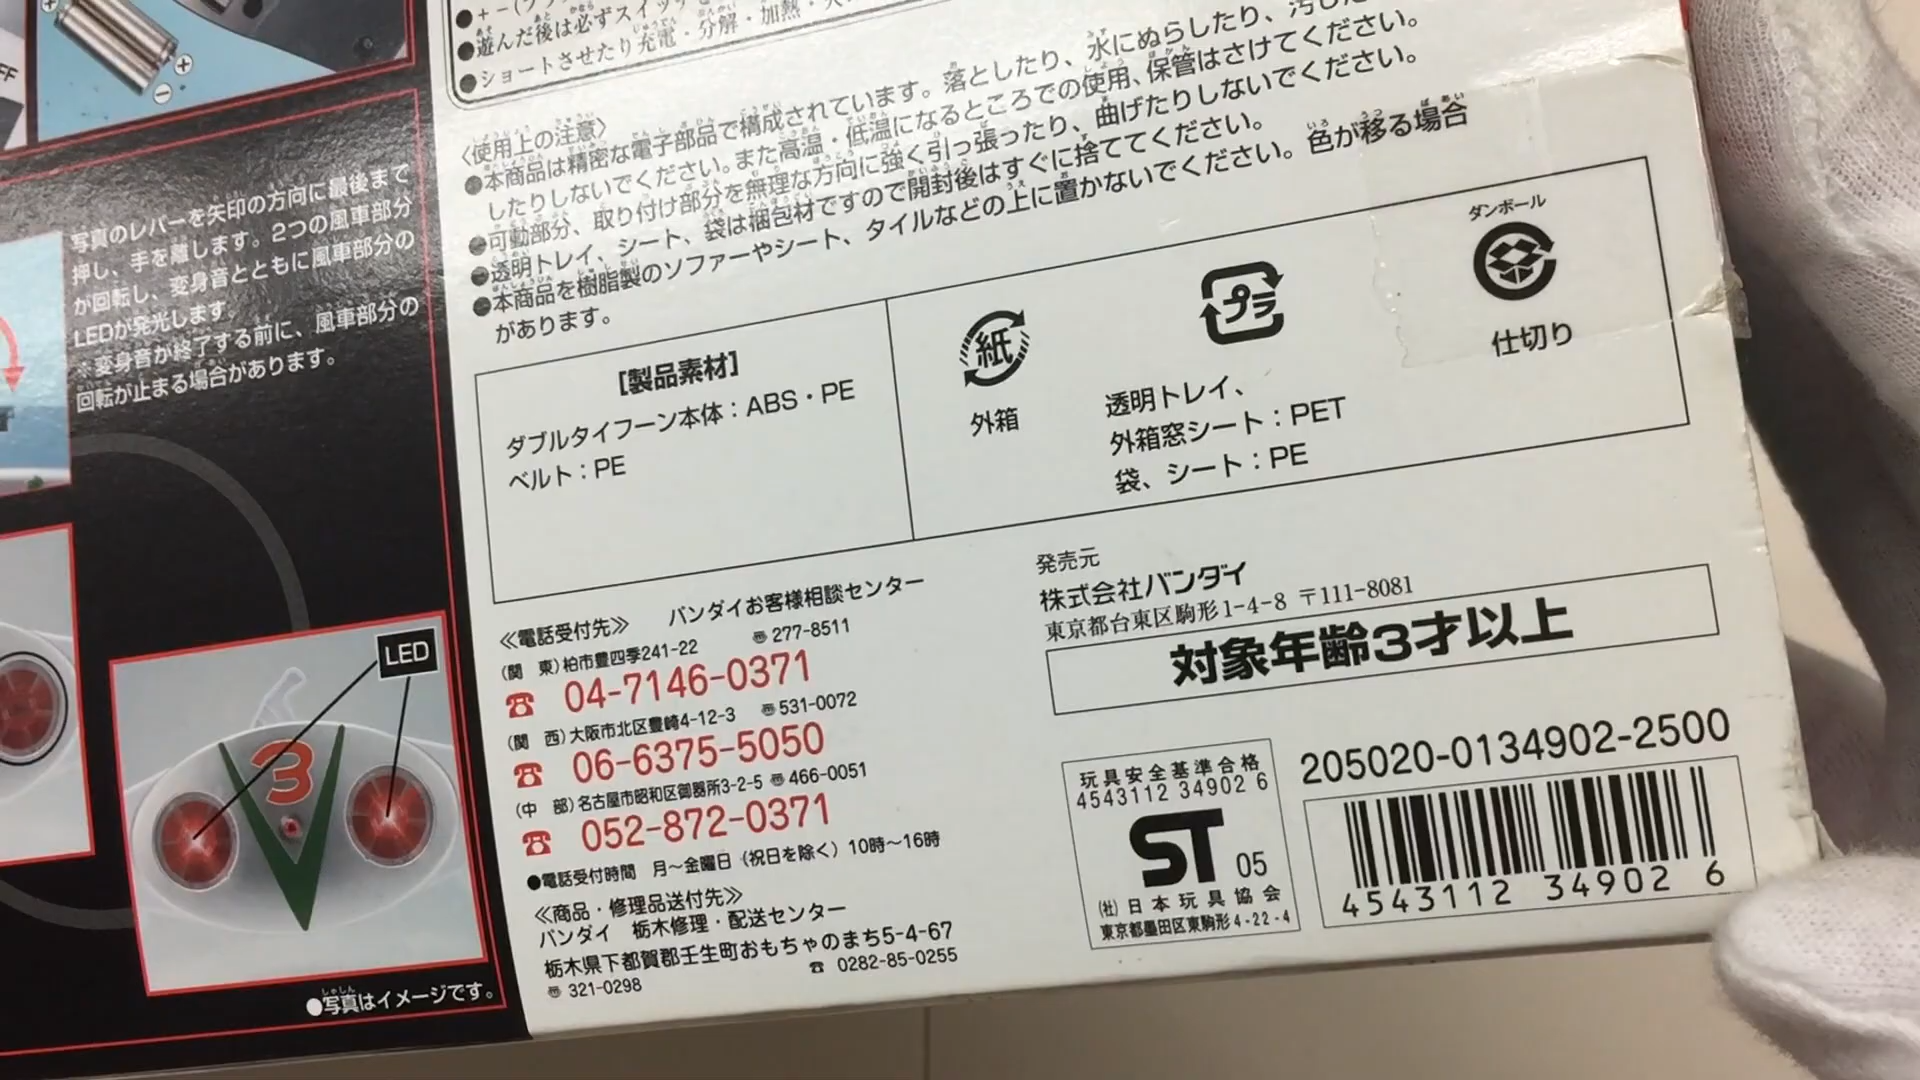 OFF
遊んだ後は必ずスイッチ
●ショートさせたり充電・分解・加熱・火
〈使用上の注意〉
●本商品は精密な電子部品で構成されています。落としたり、水にぬらしたり、汚した
したりしないでください。また高温・低温になるところでの使用、保管はさけてください。
●可動部分、取り付け部分を無理な方向に強く引っ張ったり、曲げたりしないでください。
●透明トレイ、シート、袋は梱包材ですので開封後はすぐに捨ててください。
●本商品を樹脂製のソファーやシート、タイルなどの上に置かないでください。色が移る場合
があります。
写真のレバーを矢印の方向に最後まで
押し、手を離します。2つの風車部分
が回転し、変身音とともに風車部分の
LEDが発光します。
※変身音が終了する前に、風車部分の
回転が止まる場合があります。
LED
3
●写真はイメージです。
[製品素材]
ダブルタイフーン本体：ABS・PE
ベルト：PE
紙
外箱
プラ
透明トレイ、
外箱窓シート：PET
袋、シート：PE
ダンボール
仕切り
≪電話受付先≫ バンダイお客様相談センター
(関 東)柏市豊四季241-22 〠277-8511
☎ 04-7146-0371
(関 西)大阪市北区豊崎4-12-3 〠531-0072
☎ 06-6375-5050
(中 部)名古屋市昭和区御器所3-2-5 〠466-0051
☎ 052-872-0371
●電話受付時間 月〜金曜日（祝日を除く）10時〜16時
≪商品・修理品送付先≫
バンダイ 栃木修理・配送センター
栃木県下都賀郡壬生町おもちゃのまち5-4-67
〠 321-0298 ☎ 0282-85-0255
発売元
株式会社バンダイ
東京都台東区駒形1-4-8 〒111-8081
対象年齢3才以上
玩具安全基準合格
4543112 34902 6
ST 05
(社)日本玩具協会
東京都墨田区東駒形4-22-4
205020-0134902-2500
4543112 34902 6